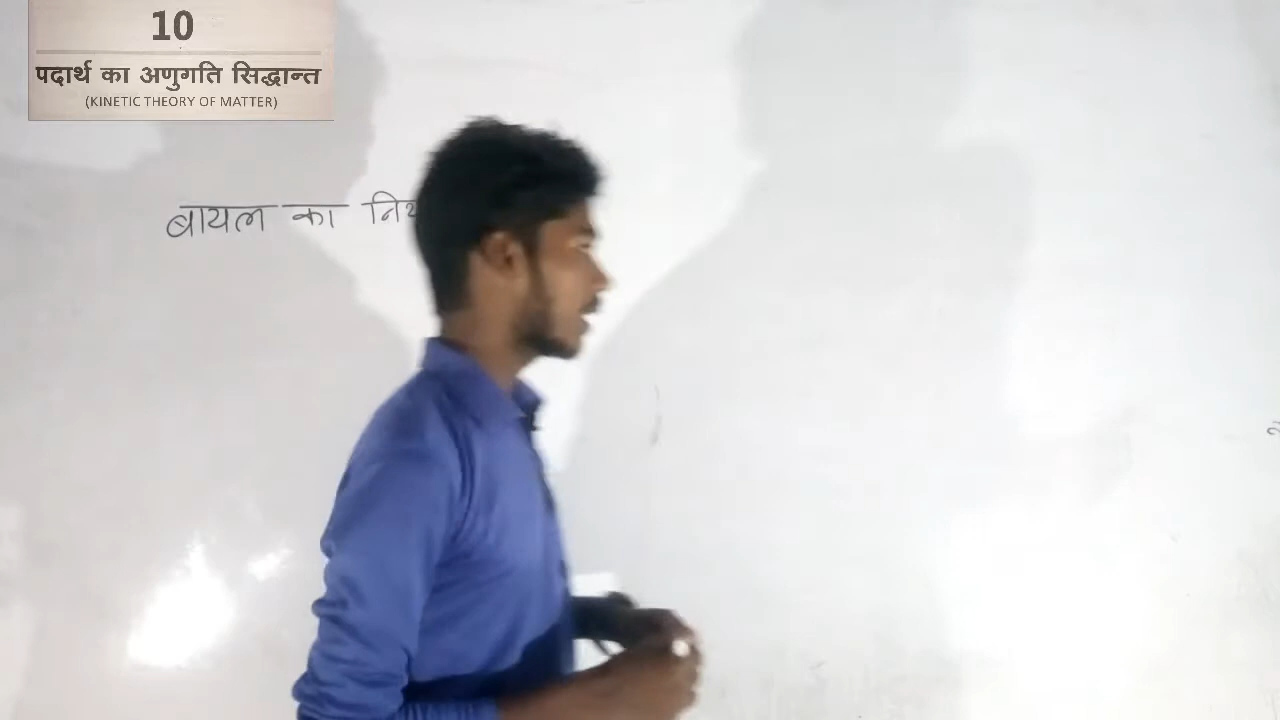 10
पदार्थ का अणुगति सिद्धान्त
(KINETIC THEORY OF MATTER)
बायल का